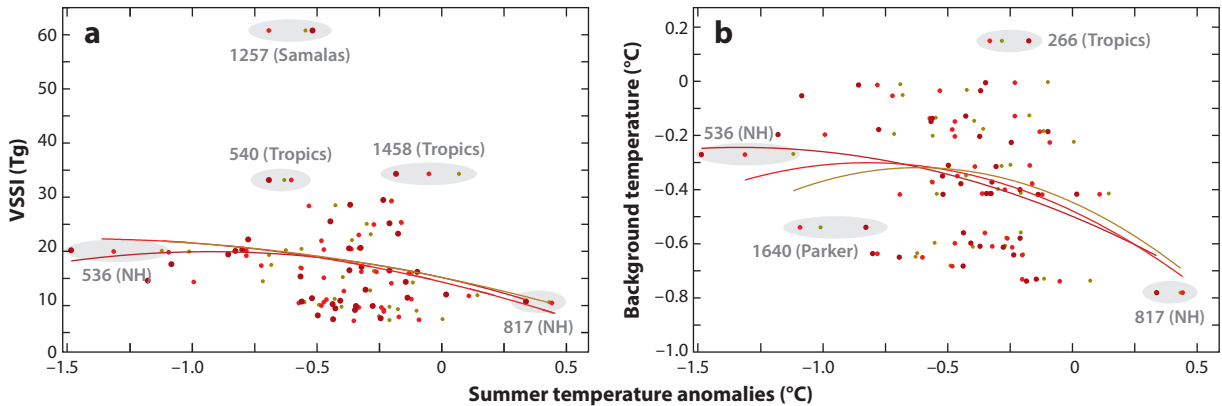 a
VSSI (Tg)
60
50
40
30
20
10
0
1257 (Samalas)
540 (Tropics)
1458 (Tropics)
536 (NH)
817 (NH)
−1.5
−1.0
−0.5
0
0.5
b
Background temperature (°C)
0.2
0
−0.2
−0.4
−0.6
−0.8
−1.0
266 (Tropics)
536 (NH)
1640 (Parker)
817 (NH)
−1.5
−1.0
−0.5
0
0.5
Summer temperature anomalies (°C)